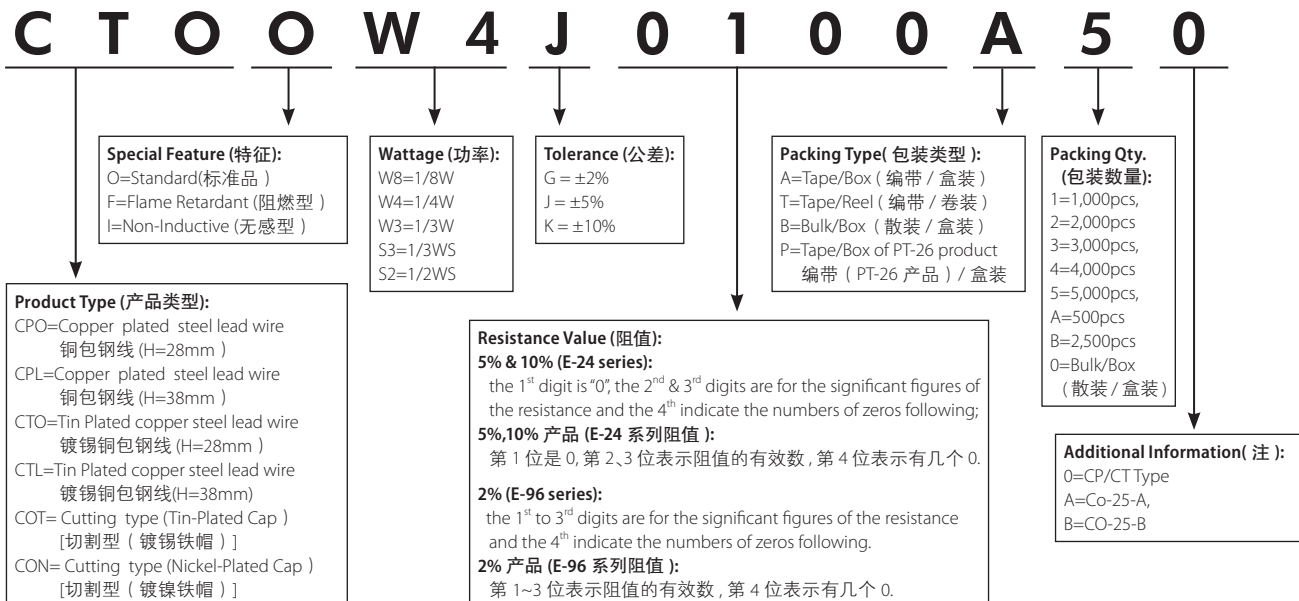 C T O O W 4 J 0 1 0 0 A 5 0
Special Feature (特征):
O=Standard(标准品 )
F=Flame Retardant (阻燃型 )
I=Non-Inductive (无感型 )
Wattage (功率):
W8=1/8W
W4=1/4W
W3=1/3W
S3=1/3WS
S2=1/2WS
Tolerance (公差):
G = ±2%
J = ±5%
K = ±10%
Packing Type( 包装类型 ):
A=Tape/Box ( 编带 / 盒装 )
T=Tape/Reel ( 编带 / 卷装 )
B=Bulk/Box ( 散装 / 盒装 )
P=Tape/Box of PT-26 product
编带 ( PT-26 产品 ) / 盒装
Packing Qty.
(包装数量):
1=1,000pcs,
2=2,000pcs
3=3,000pcs,
4=4,000pcs
5=5,000pcs,
A=500pcs
B=2,500pcs
0=Bulk/Box
( 散装 / 盒装 )
Product Type (产品类型):
CPO=Copper plated steel lead wire
铜包钢线 (H=28mm )
CPL=Copper plated steel lead wire
铜包钢线 (H=38mm )
CTO=Tin Plated copper steel lead wire
镀锡铜包钢线 (H=28mm )
CTL=Tin Plated copper steel lead wire
镀锡铜包钢线(H=38mm)
COT= Cutting type (Tin-Plated Cap )
[切割型 ( 镀锡铁帽 ) ]
CON= Cutting type (Nickel-Plated Cap )
[切割型 ( 镀镍铁帽 ) ]
Resistance Value (阻值):
5% & 10% (E-24 series):
the 1st digit is "0", the 2nd & 3rd digits are for the significant figures of
the resistance and the 4th indicate the numbers of zeros following;
5%,10% 产品 (E-24 系列阻值 ):
第 1 位是 0, 第 2、3 位表示阻值的有效数 , 第 4 位表示有几个 0.
2% (E-96 series):
the 1st to 3rd digits are for the significant figures of the resistance
and the 4th indicate the numbers of zeros following.
2% 产品 (E-96 系列阻值 ):
第 1~3 位表示阻值的有效数 , 第 4 位表示有几个 0.
Additional Information( 注 ):
0=CP/CT Type
A=Co-25-A,
B=CO-25-B